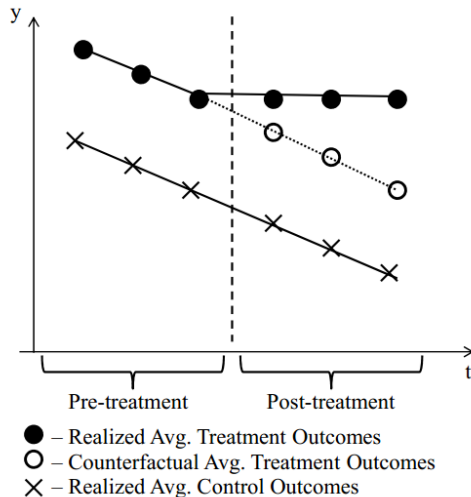 y
t
Pre-treatment Post-treatment
– Realized Avg. Treatment Outcomes
– Counterfactual Avg. Treatment Outcomes
– Realized Avg. Control Outcomes